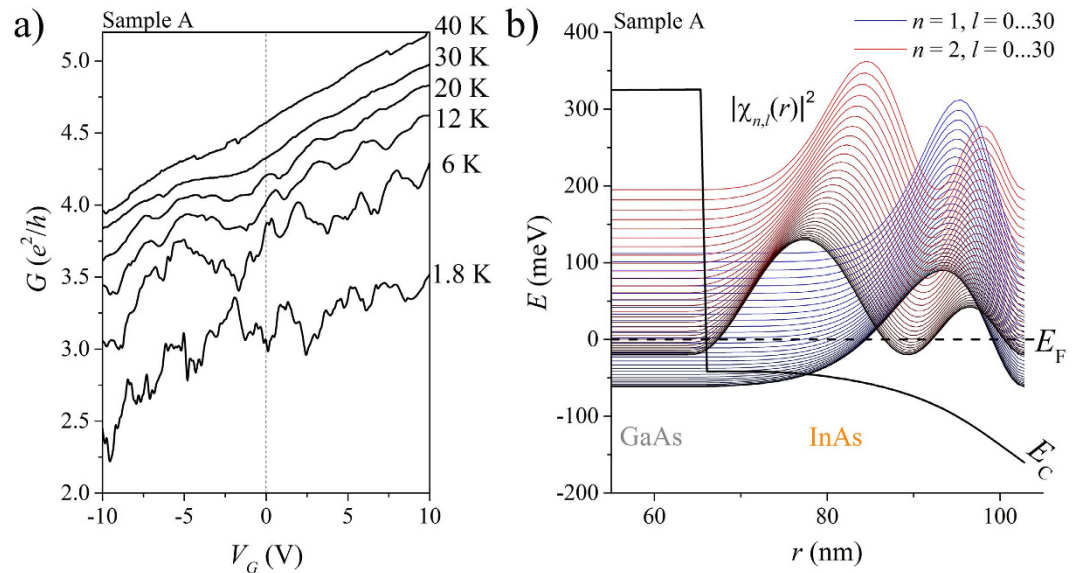 a)
Sample A
40 K
30 K
20 K
12 K
6 K
1.8 K
G (e²/h)
5.0
4.5
4.0
3.5
3.0
2.5
2.0
-10
-5
0
5
10
V_G (V)
b)
Sample A
n = 1, l = 0...30
n = 2, l = 0...30
|χ_{n,l}(r)|²
E (meV)
400
300
200
100
0
-100
-200
E_F
GaAs
InAs
E_C
60
80
100
r (nm)